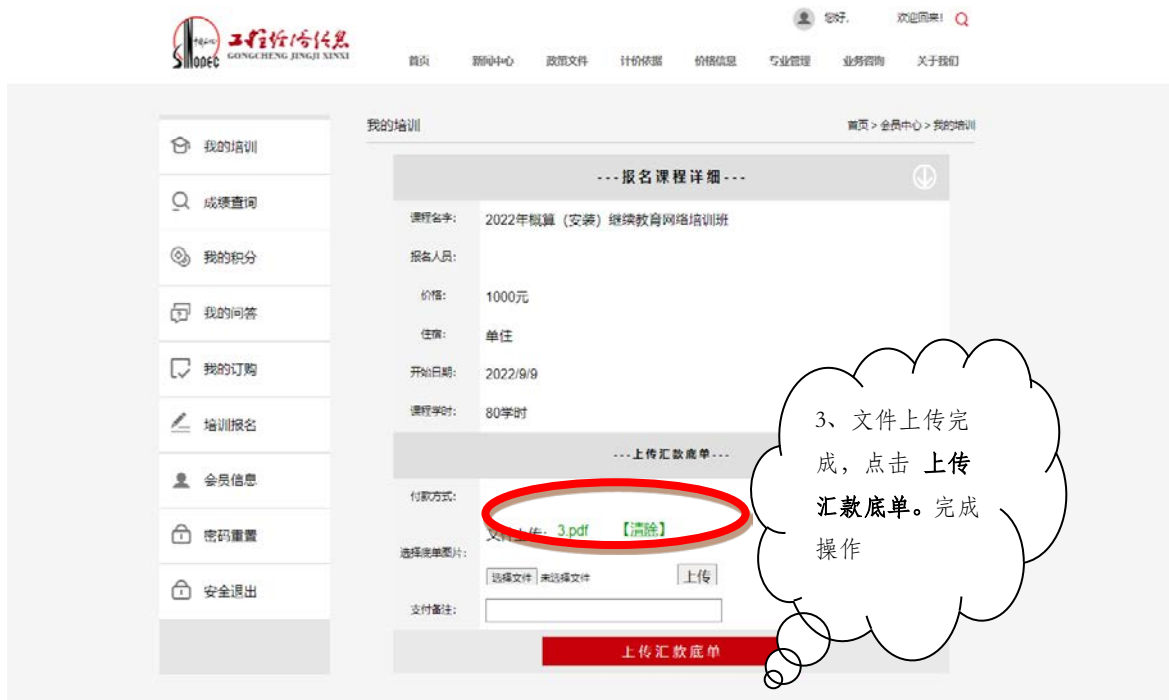 您好, 欢迎回来!
SINOPEC 工程经济信息
GONGCHENG JINGJI XINXI
首页 新闻中心 政策文件 计价依据 价格信息 专业管理 业务咨询 关于我们
我的培训 首页 > 会员中心 > 我的培训
我的培训
成绩查询
我的积分
我的问答
我的订购
培训报名
会员信息
密码重置
安全退出
---报名课程详细---
课程名字: 2022年概算（安装）继续教育网络培训班
报名人员:
价格: 1000元
住宿: 单住
开始日期: 2022/9/9
课程学时: 80学时
---上传汇款底单---
付款方式:
选择底单图片:
文件上传: 3.pdf 【清除】
选择文件 未选择文件 上传
支付备注:
上传汇款底单
3、文件上传完
成，点击 上传
汇款底单。完成
操作